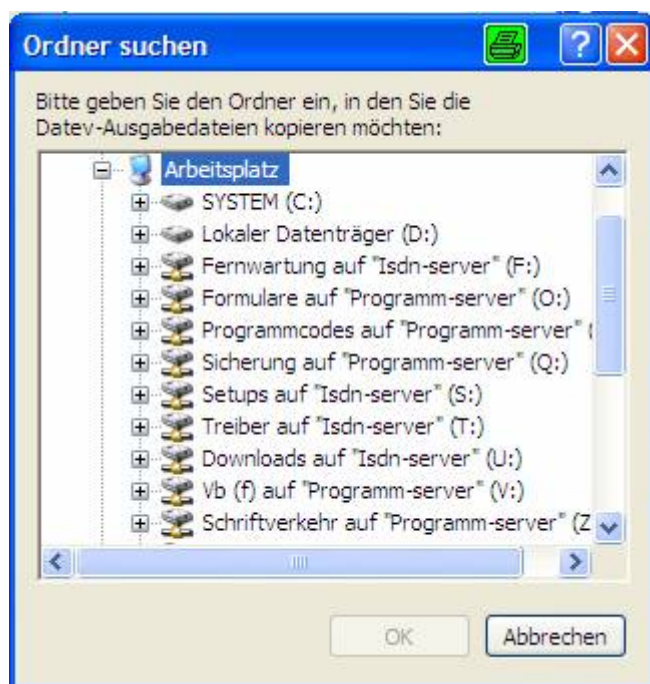 Ordner suchen
Bitte geben Sie den Ordner ein, in den Sie die
Datev-Ausgabedateien kopieren möchten:
Arbeitsplatz
SYSTEM (C:)
Lokaler Datenträger (D:)
Fernwartung auf "Isdn-server" (F:)
Formulare auf "Programm-server" (O:)
Programmcodes auf "Programm-server" (
Sicherung auf "Programm-server" (Q:)
Setups auf "Isdn-server" (S:)
Treiber auf "Isdn-server" (T:)
Downloads auf "Isdn-server" (U:)
Vb (f) auf "Programm-server" (V:)
Schriftverkehr auf "Programm-server" (Z
OK
Abbrechen